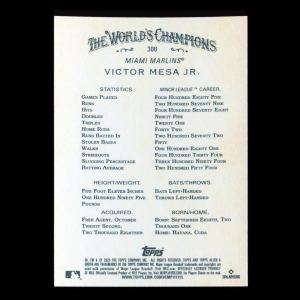 THE WORLD'S CHAMPIONS
300
MIAMI MARLINS®
VICTOR MESA JR.
STATISTICS. MINOR LEAGUE™ CAREER.
GAMES PLAYED FOUR HUNDRED EIGHTY FIVE
RUNS TWO HUNDRED SEVENTY NINE
HITS FOUR HUNDRED SEVENTY EIGHT
DOUBLES NINETY FIVE
TRIPLES TWENTY ONE
HOME RUNS FORTY TWO
RUNS BATTED IN TWO HUNDRED SEVENTY TWO
STOLEN BASES FIFTY
WALKS ONE HUNDRED EIGHTY ONE
STRIKEOUTS FOUR HUNDRED THIRTY FOUR
SLUGGING PERCENTAGE THREE HUNDRED NINETY FOUR
BATTING AVERAGE TWO HUNDRED FIFTY FOUR
HEIGHT/WEIGHT. BATS/THROWS.
FIVE FOOT ELEVEN INCHES BATS LEFT-HANDED
ONE HUNDRED NINETY FIVE THROWS LEFT-HANDED
POUNDS
ACQUIRED. BORN/HOME.
FREE AGENT, OCTOBER BORN: SEPTEMBER EIGHTH, TWO
TWENTY SECOND, THOUSAND ONE
TWO THOUSAND EIGHTEEN HOME: HAVANA, CUBA
Topps